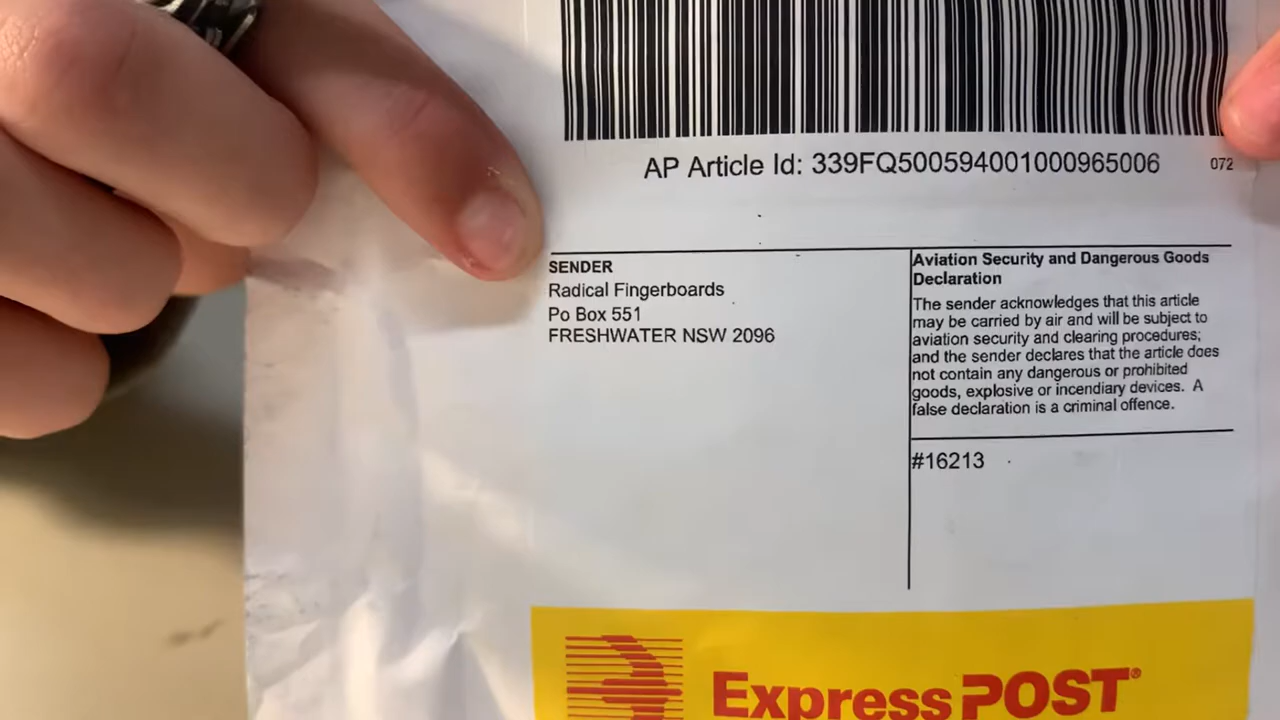 AP Article Id: 339FQ500594001000965006
072
SENDER
Radical Fingerboards
Po Box 551
FRESHWATER NSW 2096
Aviation Security and Dangerous Goods
Declaration
The sender acknowledges that this article
may be carried by air and will be subject to
aviation security and clearing procedures;
and the sender declares that the article does
not contain any dangerous or prohibited
goods, explosive or incendiary devices. A
false declaration is a criminal offence.
#16213
ExpressPOST®